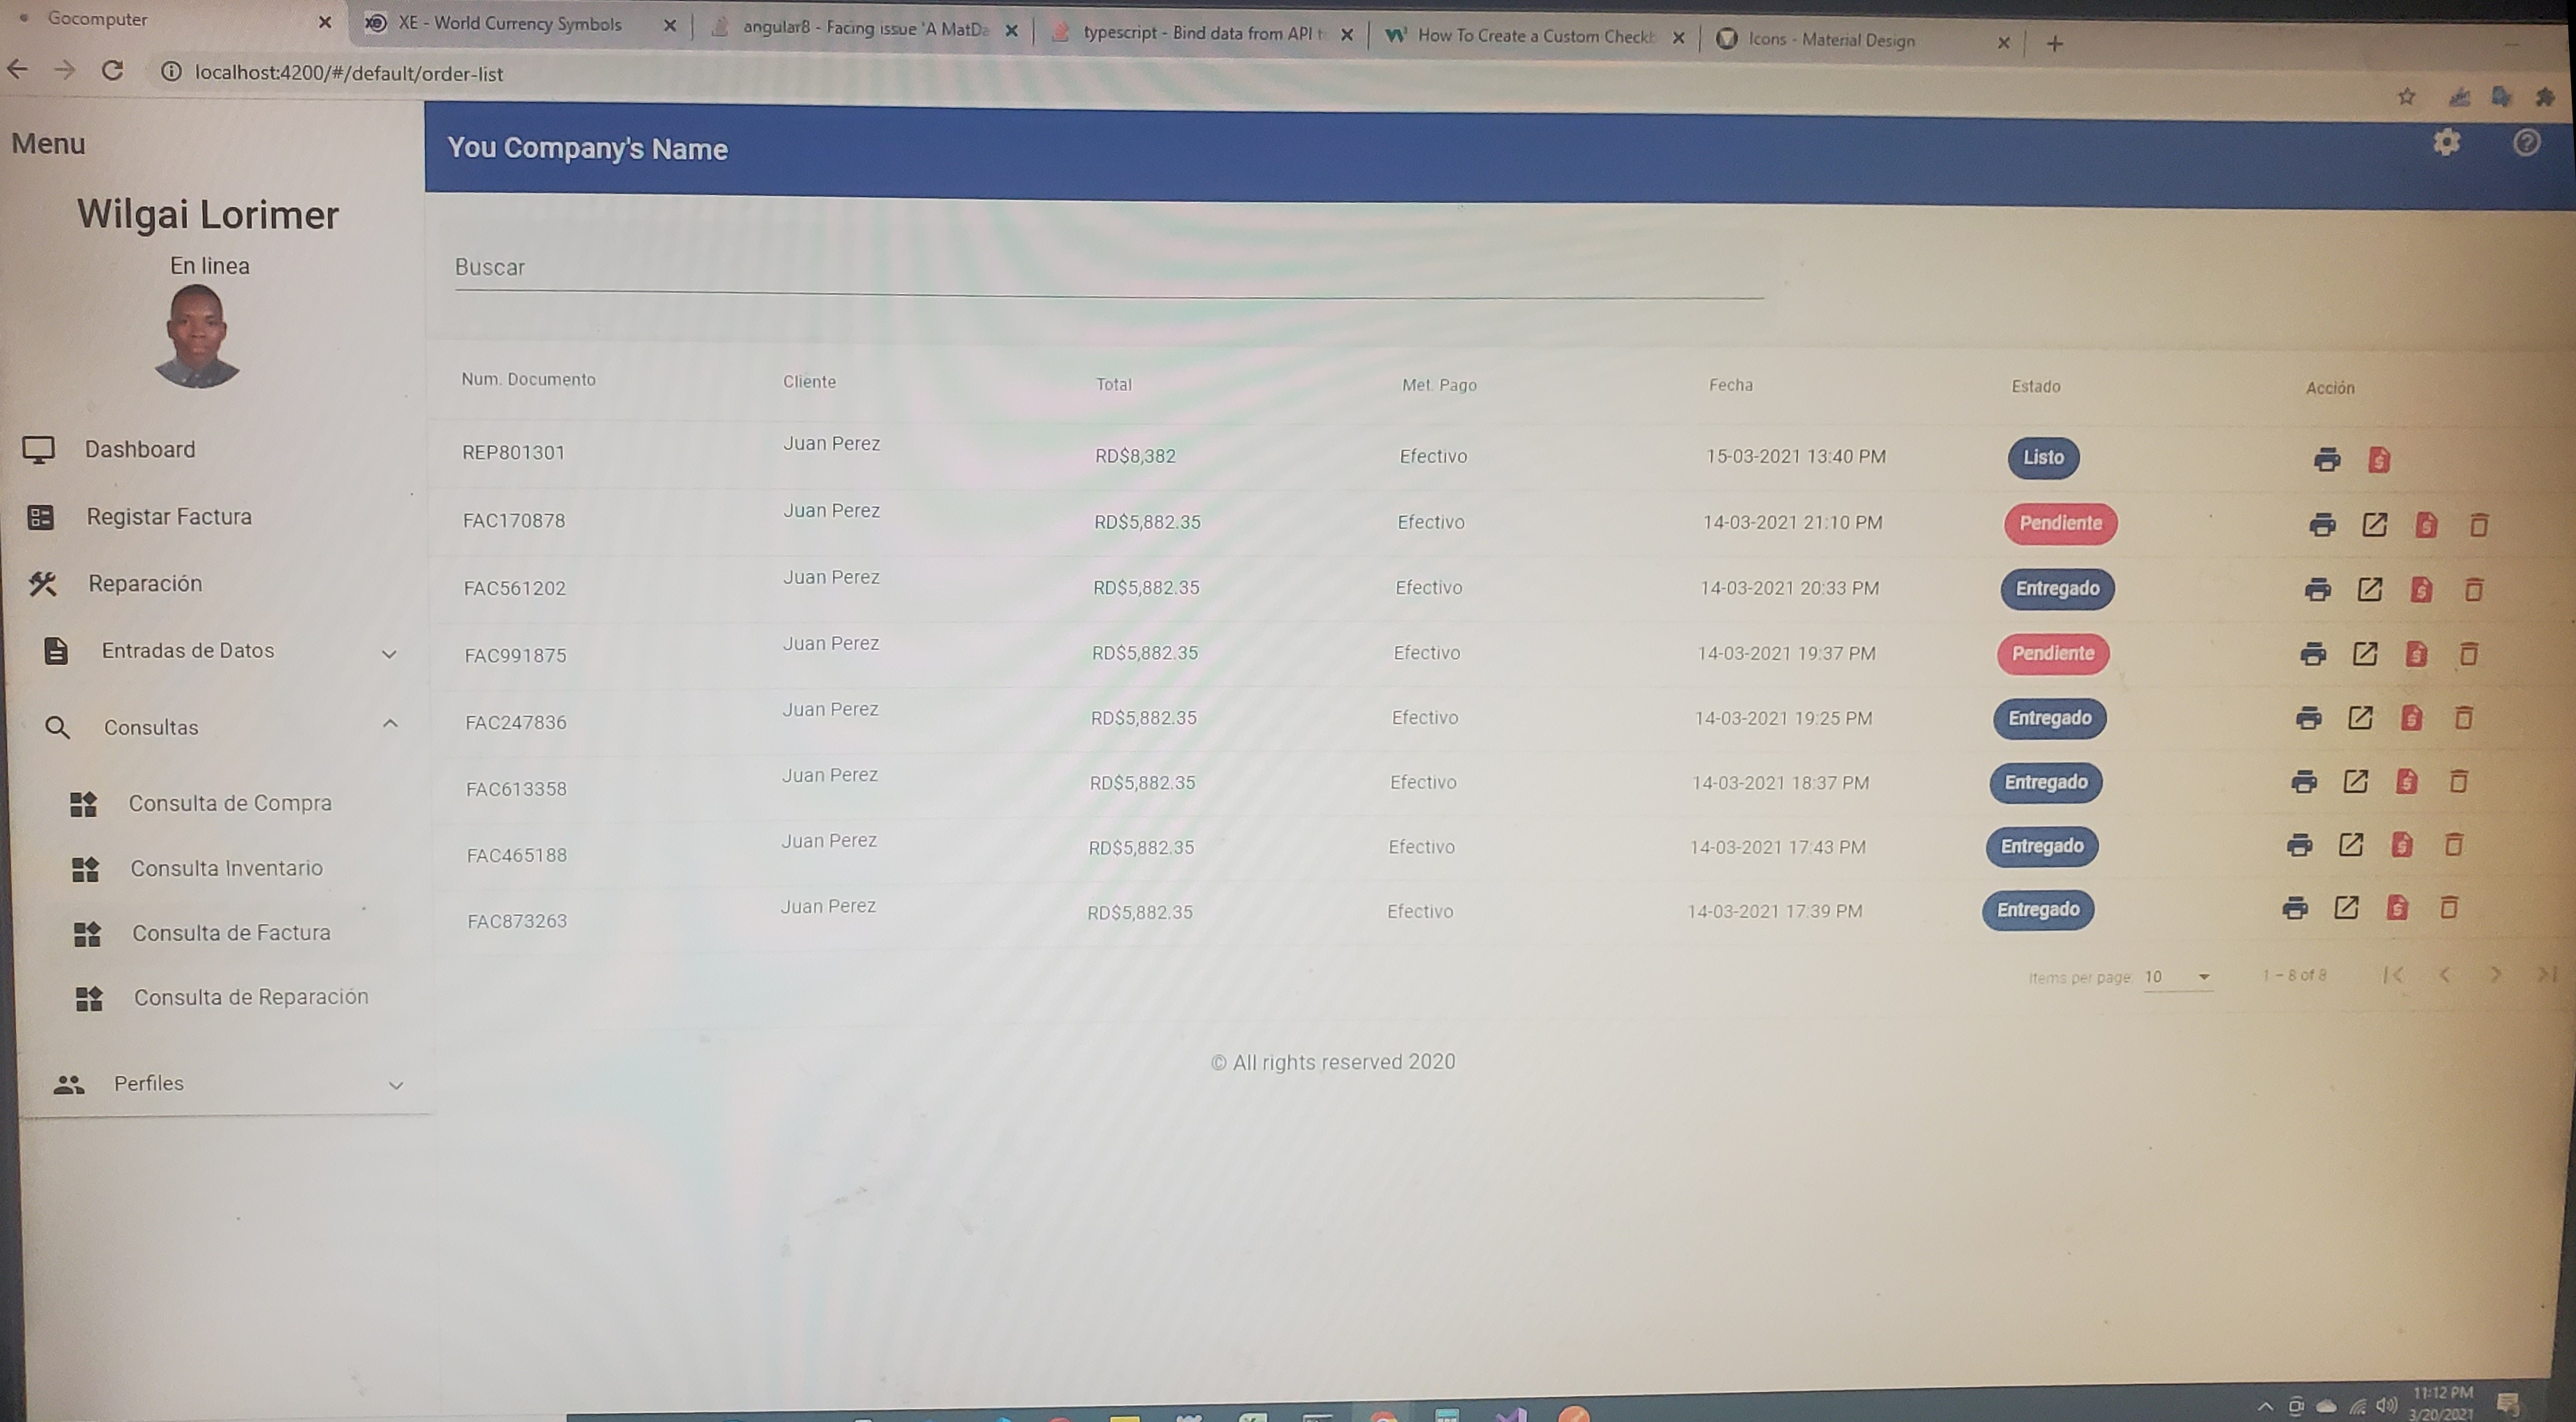 Gocomputer
XE - World Currency Symbols
angular8 - Facing issue 'A MatDa
typescript - Bind data from API t
How To Create a Custom Checkb
Icons - Material Design
localhost:4200/#/default/order-list
Menu
You Company's Name
Wilgai Lorimer
En linea
Buscar
Num. Documento Cliente Total Met. Pago Fecha Estado Acción
REP801301 Juan Perez RD$8,382 Efectivo 15-03-2021 13:40 PM Listo
FAC170878 Juan Perez RD$5,882.35 Efectivo 14-03-2021 21:10 PM Pendiente
FAC561202 Juan Perez RD$5,882.35 Efectivo 14-03-2021 20:33 PM Entregado
FAC991875 Juan Perez RD$5,882.35 Efectivo 14-03-2021 19:37 PM Pendiente
FAC247836 Juan Perez RD$5,882.35 Efectivo 14-03-2021 19:25 PM Entregado
FAC613358 Juan Perez RD$5,882.35 Efectivo 14-03-2021 18:37 PM Entregado
FAC465188 Juan Perez RD$5,882.35 Efectivo 14-03-2021 17:43 PM Entregado
FAC873263 Juan Perez RD$5,882.35 Efectivo 14-03-2021 17:39 PM Entregado
Items per page: 10 1 – 8 of 8
Dashboard
Registar Factura
Reparación
Entradas de Datos
Consultas
Consulta de Compra
Consulta Inventario
Consulta de Factura
Consulta de Reparación
Perfiles
© All rights reserved 2020
11:12 PM
3/20/2021